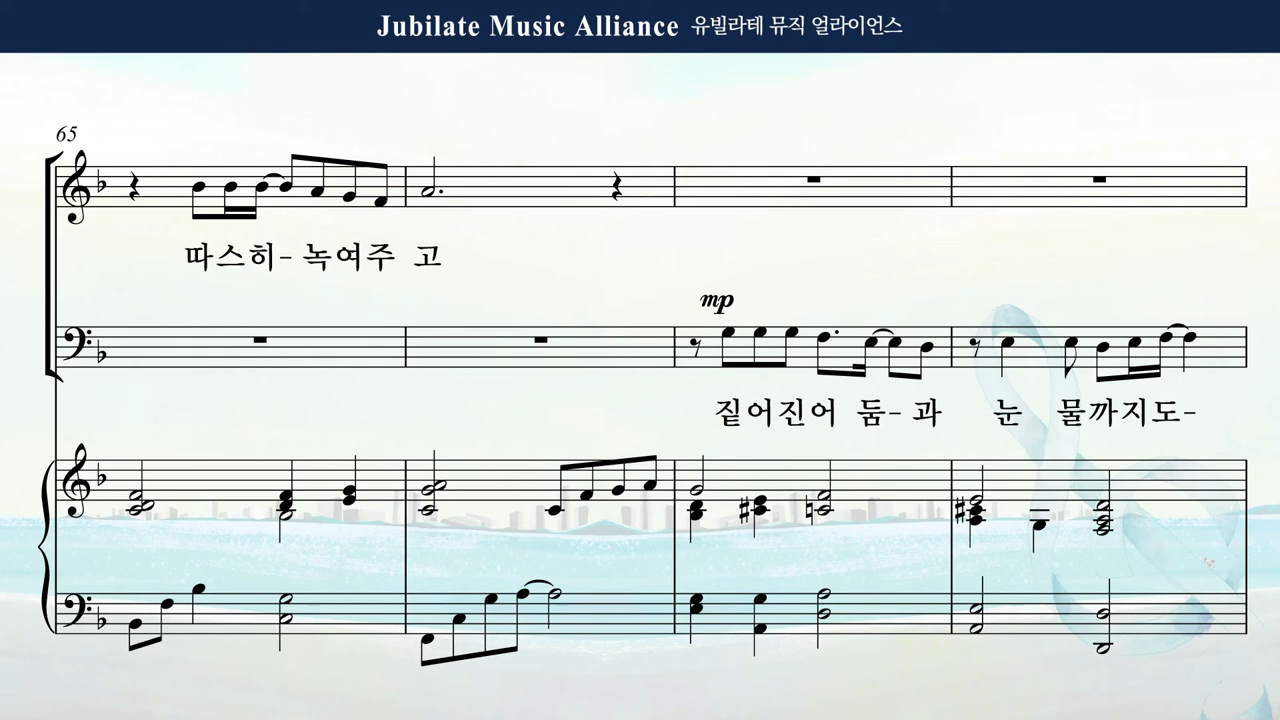 Jubilate Music Alliance 유빌라테 뮤직 얼라이언스
65
따스히- 녹여주 고
mp
짙어진어 둠- 과 눈 물까지도-